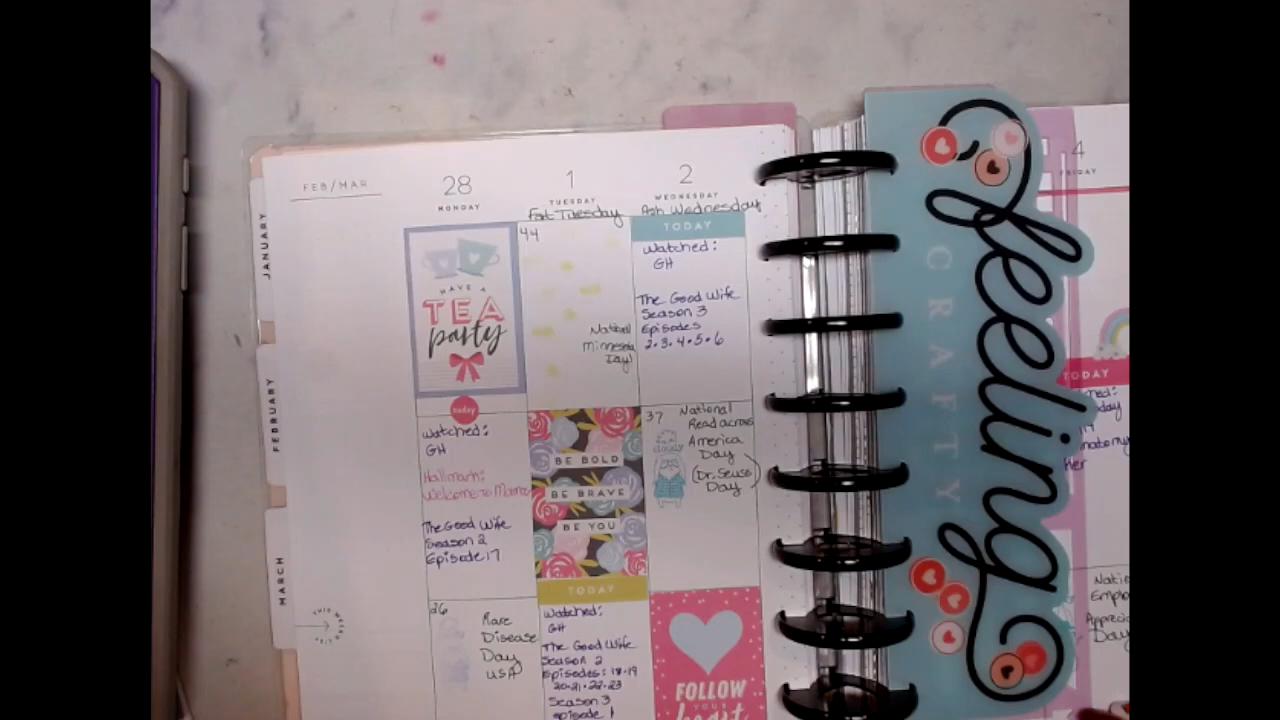 FEB/MAR
28
MONDAY
1
TUESDAY
Fat Tuesday
2
WEDNESDAY
Ash Wednesday
4
FRIDAY
JANUARY
FEBRUARY
MARCH
HAVE A
TEA
party
today
Watched:
GH
Hallmark:
Welcome to
The Good Wife
Season 2
Episode 17
26
Rare
Disease
Day
USA
44
National
Minnesota
Day!
BE BOLD
BE BRAVE
BE YOU
TODAY
Watched:
GH
The Good Wife
Season 2
Episodes: 18·19
20·21·22·23
Season 3
episode 1
TODAY
Watched:
GH
The Good Wife
Season 3
Episodes
2·3·4·5·6
37
National
Read across
America
Day
(Dr. Seuss
Day)
FOLLOW
YOUR
heart
feeling
CRAFTY
TODAY
Day